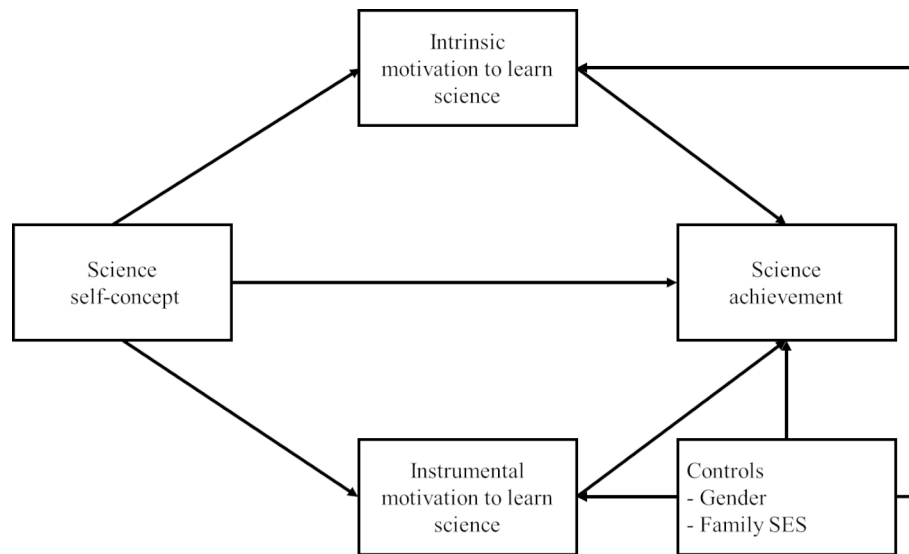 Intrinsic
motivation to learn
science
Science
self-concept
Science
achievement
Instrumental
motivation to learn
science
Controls
- Gender
- Family SES